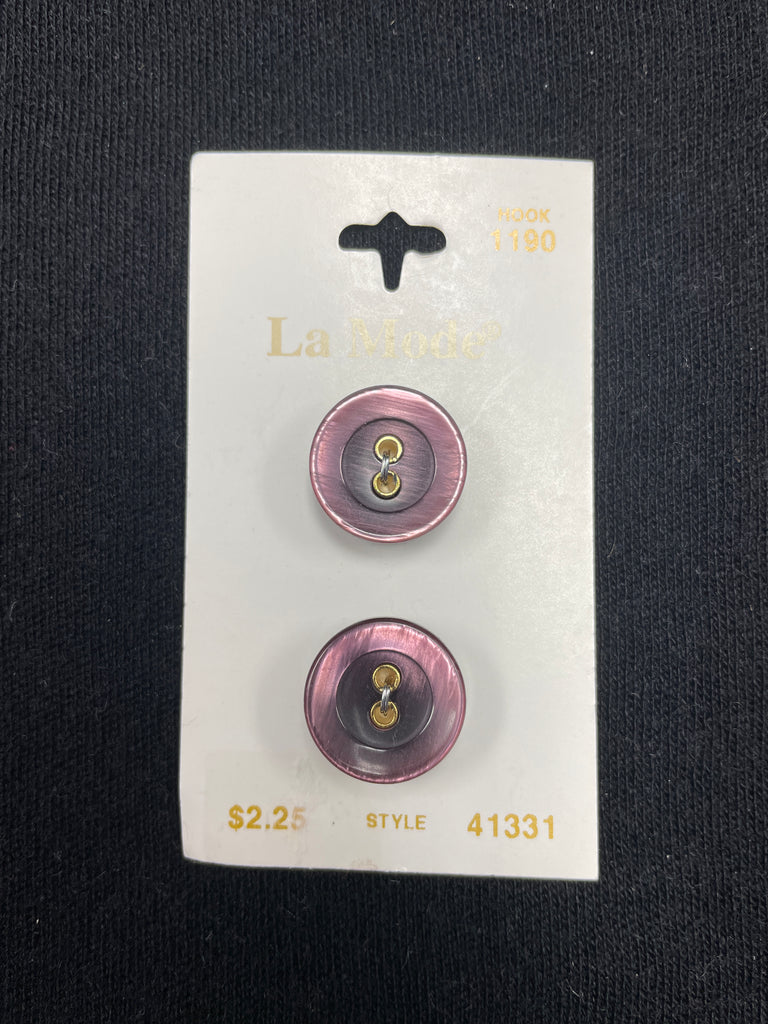 HOOK
1190
La Mode®
$2.25 STYLE 41331